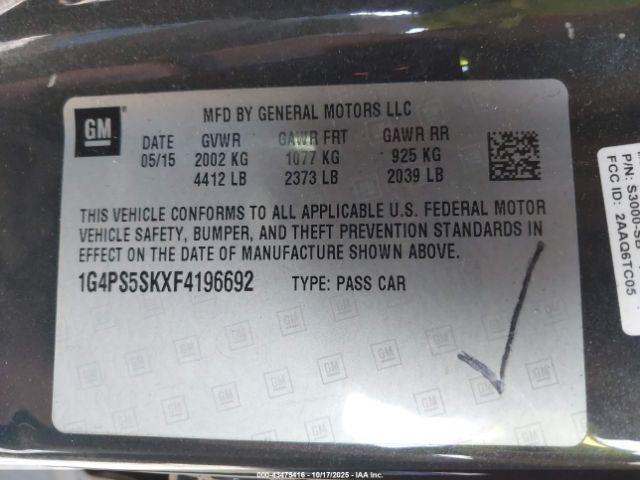 GM
MFD BY GENERAL MOTORS LLC
DATE GVWR GAWR FRT GAWR RR
05/15 2002 KG 1077 KG 925 KG
4412 LB 2373 LB 2039 LB
THIS VEHICLE CONFORMS TO ALL APPLICABLE U.S. FEDERAL MOTOR
VEHICLE SAFETY, BUMPER, AND THEFT PREVENTION STANDARDS IN
EFFECT ON THE DATE OF MANUFACTURE SHOWN ABOVE.
1G4PS5SKXF4196692 TYPE: PASS CAR
P/N: S3000-SB
FCC ID: 2AAQ6TC05
© 43475416 - 10/17/2025 - IAA Inc.